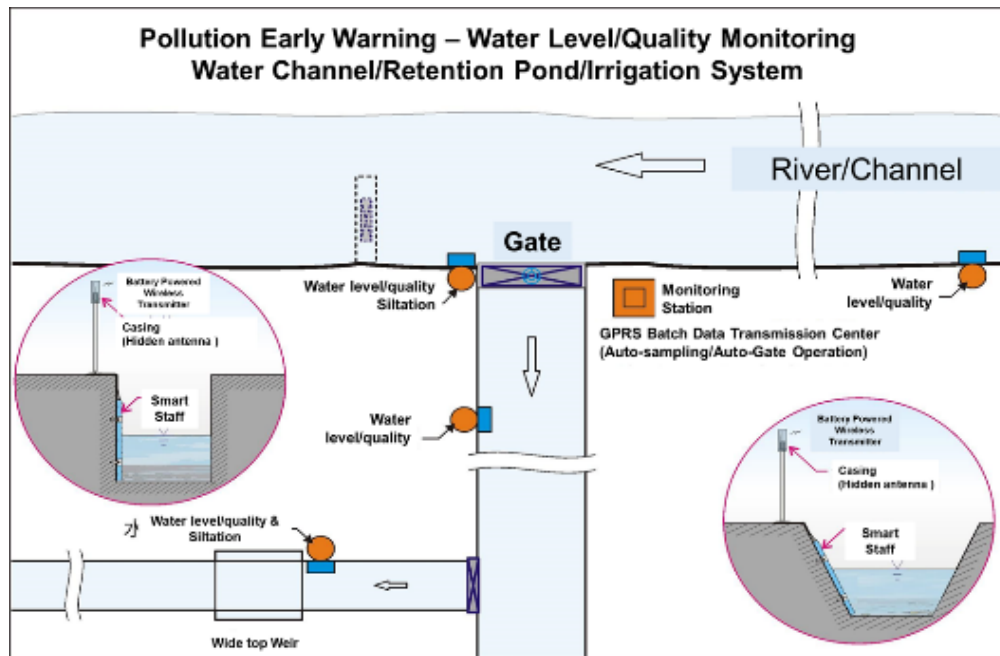 Pollution Early Warning – Water Level/Quality Monitoring
Water Channel/Retention Pond/Irrigation System
River/Channel
Gate
Water level/quality
Siltation
Monitoring
Station
Water
level/quality
GPRS Batch Data Transmission Center
(Auto-sampling/Auto-Gate Operation)
Battery Powered
Wireless
Transmitter
Casing
(Hidden antenna )
Smart
Staff
Water
level/quality
Battery Powered
Wireless
Transmitter
Casing
(Hidden antenna )
Smart
Staff
Water level/quality &
Siltation
Wide top Weir